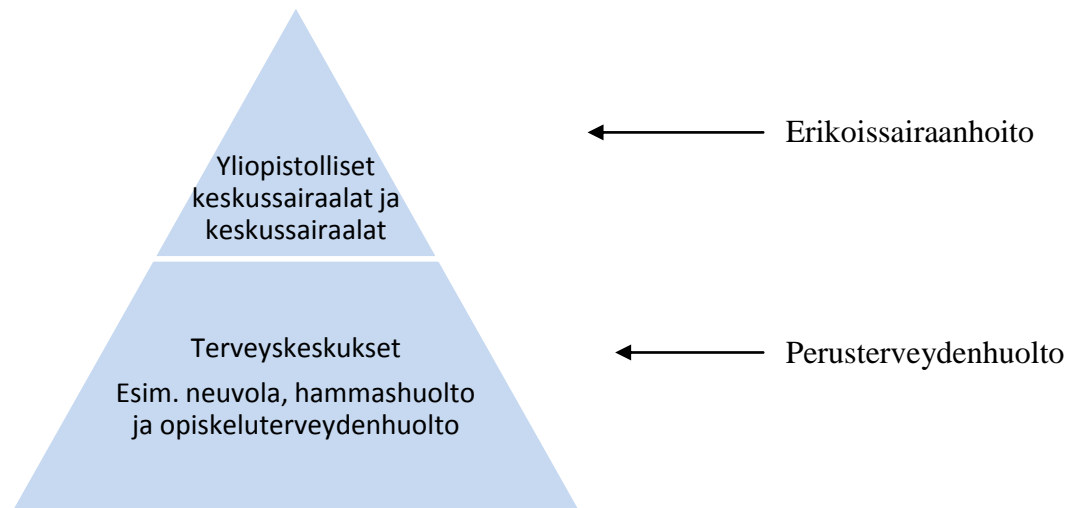 Erikoissairaanhoito
Yliopistolliset
keskussairaalat ja
keskussairaalat
Terveyskeskukset
Perusterveydenhuolto
Esim. neuvola, hammashuolto
ja opiskeluterveydenhuolto